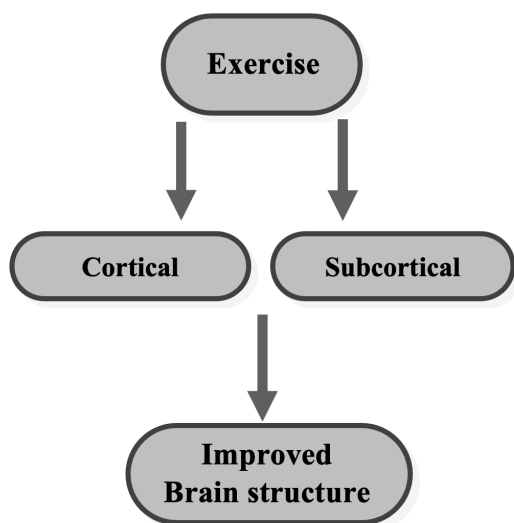 Exercise
Cortical
Subcortical
Improved
Brain structure